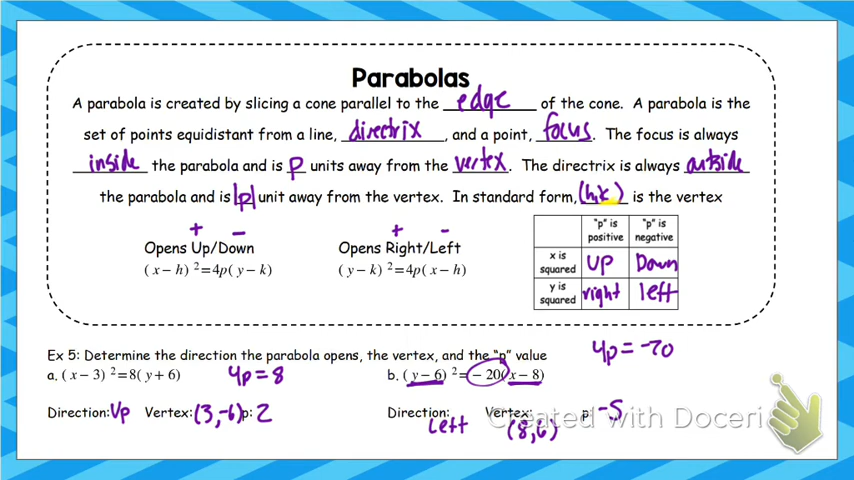 Parabolas
A parabola is created by slicing a cone parallel to the edge of the cone. A parabola is the
set of points equidistant from a line, directrix, and a point, focus. The focus is always
inside the parabola and is p units away from the vertex. The directrix is always outside
the parabola and is |p| unit away from the vertex. In standard form, (h,k) is the vertex
+ − + −
Opens Up/Down Opens Right/Left
(x − h)²=4p(y − k) (y − k)²=4p(x − h)
"p" is positive "p" is negative
x is squared UP Down
y is squared right left
4p = -20
Ex 5: Determine the direction the parabola opens, the vertex, and the "p" value
a. (x − 3)²=8(y + 6) 4p = 8 b. (y − 6)²= − 20(x − 8)
Direction: Up Vertex: (3,-6) p: 2 Direction: Left Vertex: (8,6) p: -5
Created with Doceri